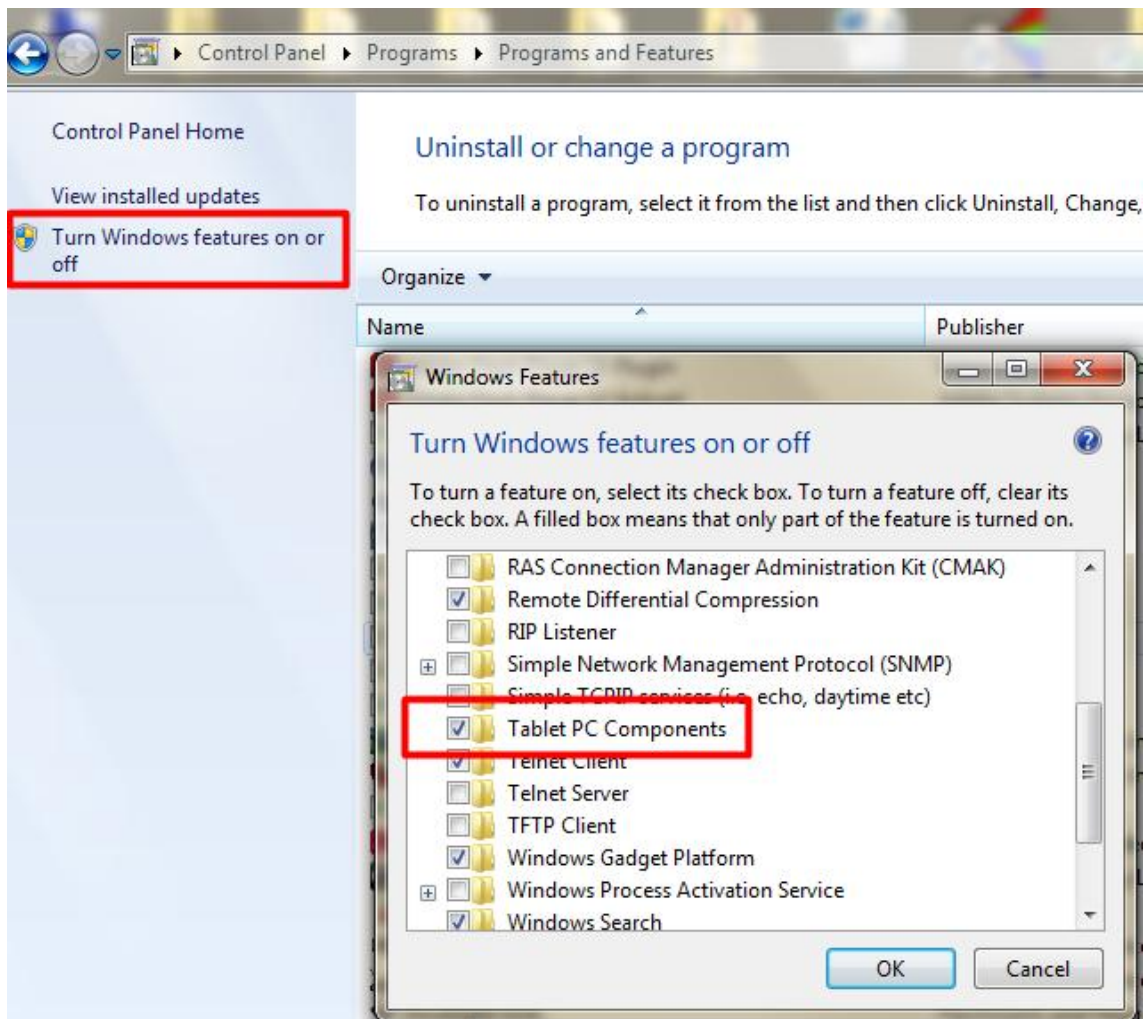 Control Panel Programs Programs and Features
Control Panel Home
View installed updates
Turn Windows features on or
off
Uninstall or change a program
To uninstall a program, select it from the list and then click Uninstall, Change,
Organize
Name Publisher
Windows Features
Turn Windows features on or off
To turn a feature on, select its check box. To turn a feature off, clear its
check box. A filled box means that only part of the feature is turned on.
RAS Connection Manager Administration Kit (CMAK)
Remote Differential Compression
RIP Listener
Simple Network Management Protocol (SNMP)
Simple TCPIP services (i.e. echo, daytime etc)
Tablet PC Components
Telnet Client
Telnet Server
TFTP Client
Windows Gadget Platform
Windows Process Activation Service
Windows Search
OK Cancel